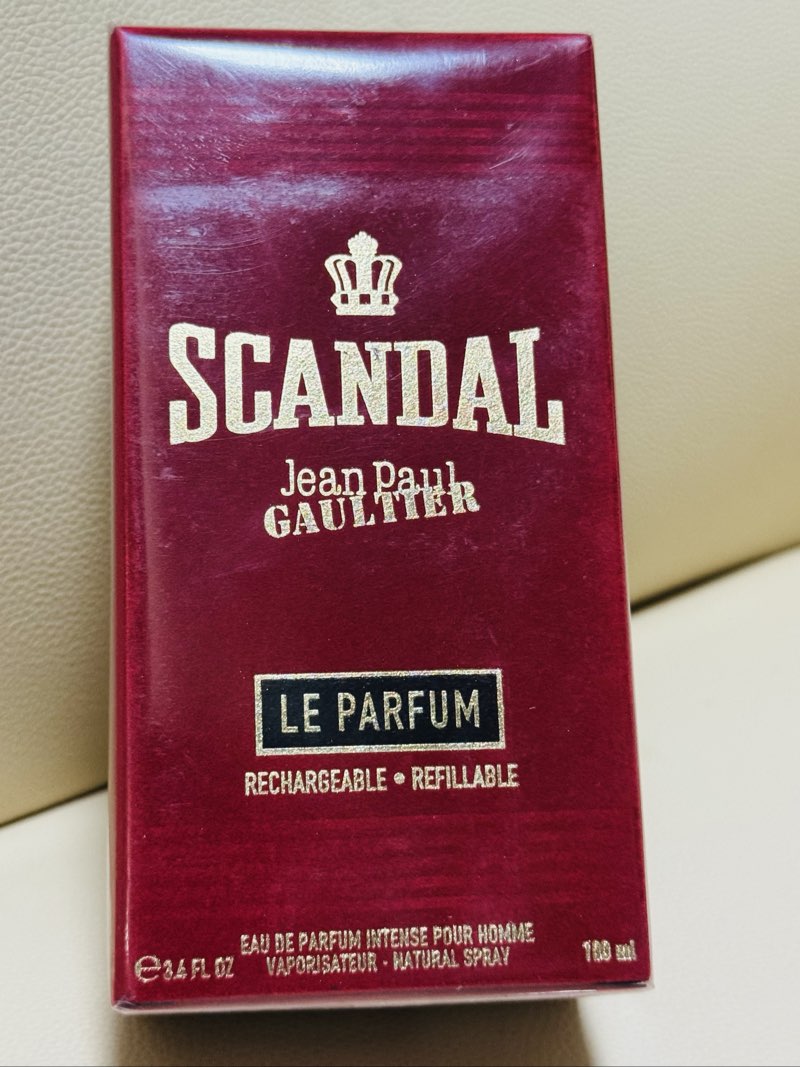 SCANDAL
Jean Paul
GAULTIER
LE PARFUM
RECHARGEABLE • REFILLABLE
EAU DE PARFUM INTENSE POUR HOMME
VAPORISATEUR - NATURAL SPRAY
℮ 3.4 FL OZ
100 ml